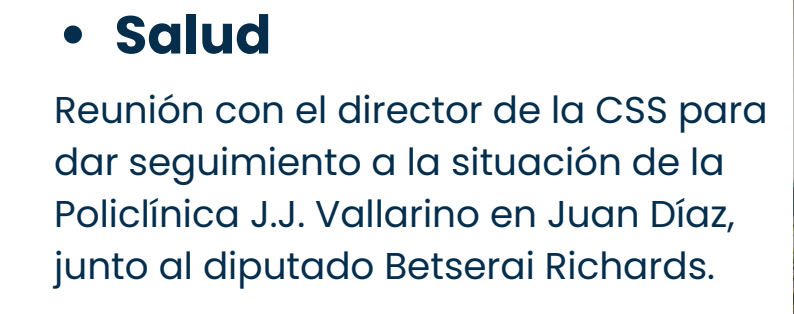 • Salud
Reunión con el director de la CSS para
dar seguimiento a la situación de la
Policlínica J.J. Vallarino en Juan Díaz,
junto al diputado Betserai Richards.